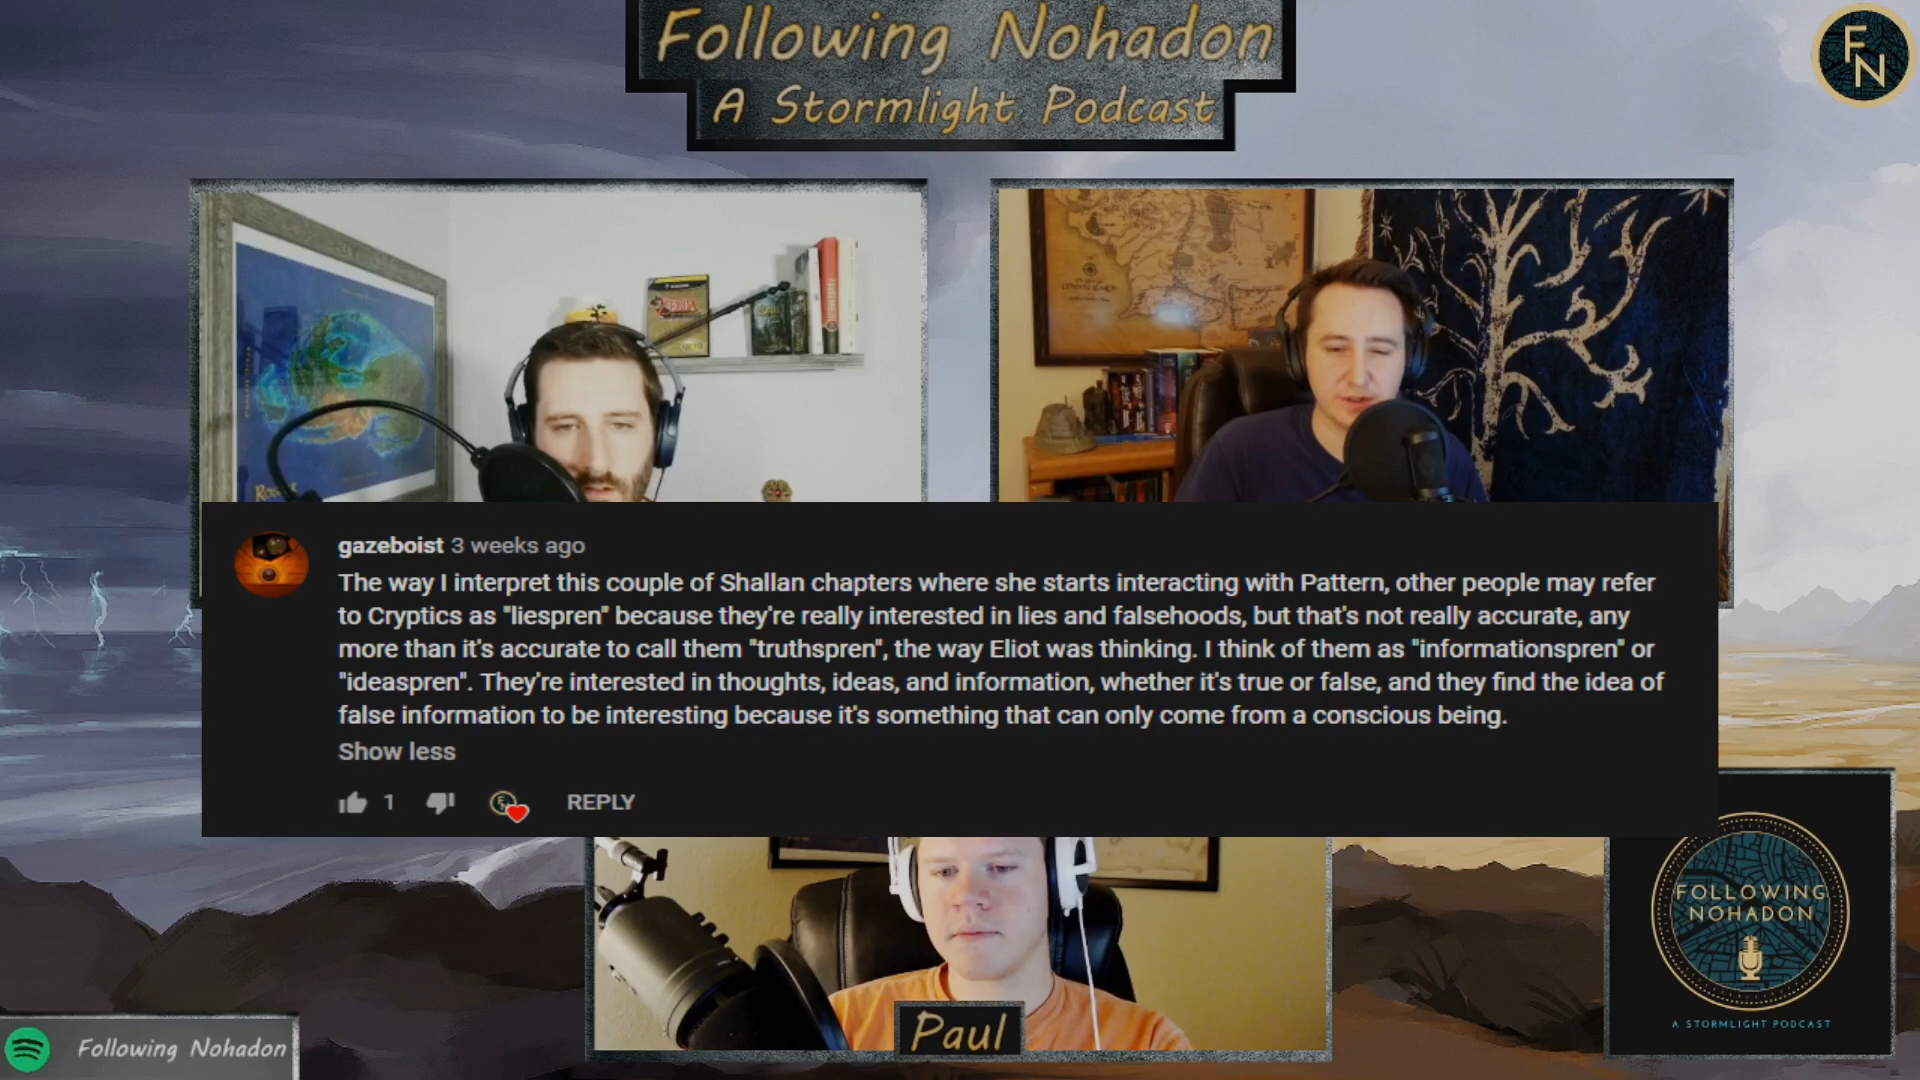 Following Nohadon
A Stormlight Podcast
F
N
ZELDA
gazeboist 3 weeks ago
The way I interpret this couple of Shallan chapters where she starts interacting with Pattern, other people may refer
to Cryptics as "liespren" because they're really interested in lies and falsehoods, but that's not really accurate, any
more than it's accurate to call them "truthspren", the way Eliot was thinking. I think of them as "informationspren" or
"ideaspren". They're interested in thoughts, ideas, and information, whether it's true or false, and they find the idea of
false information to be interesting because it's something that can only come from a conscious being.
Show less
1
REPLY
Paul
FOLLOWING
NOHADON
A STORMLIGHT PODCAST
Following Nohadon